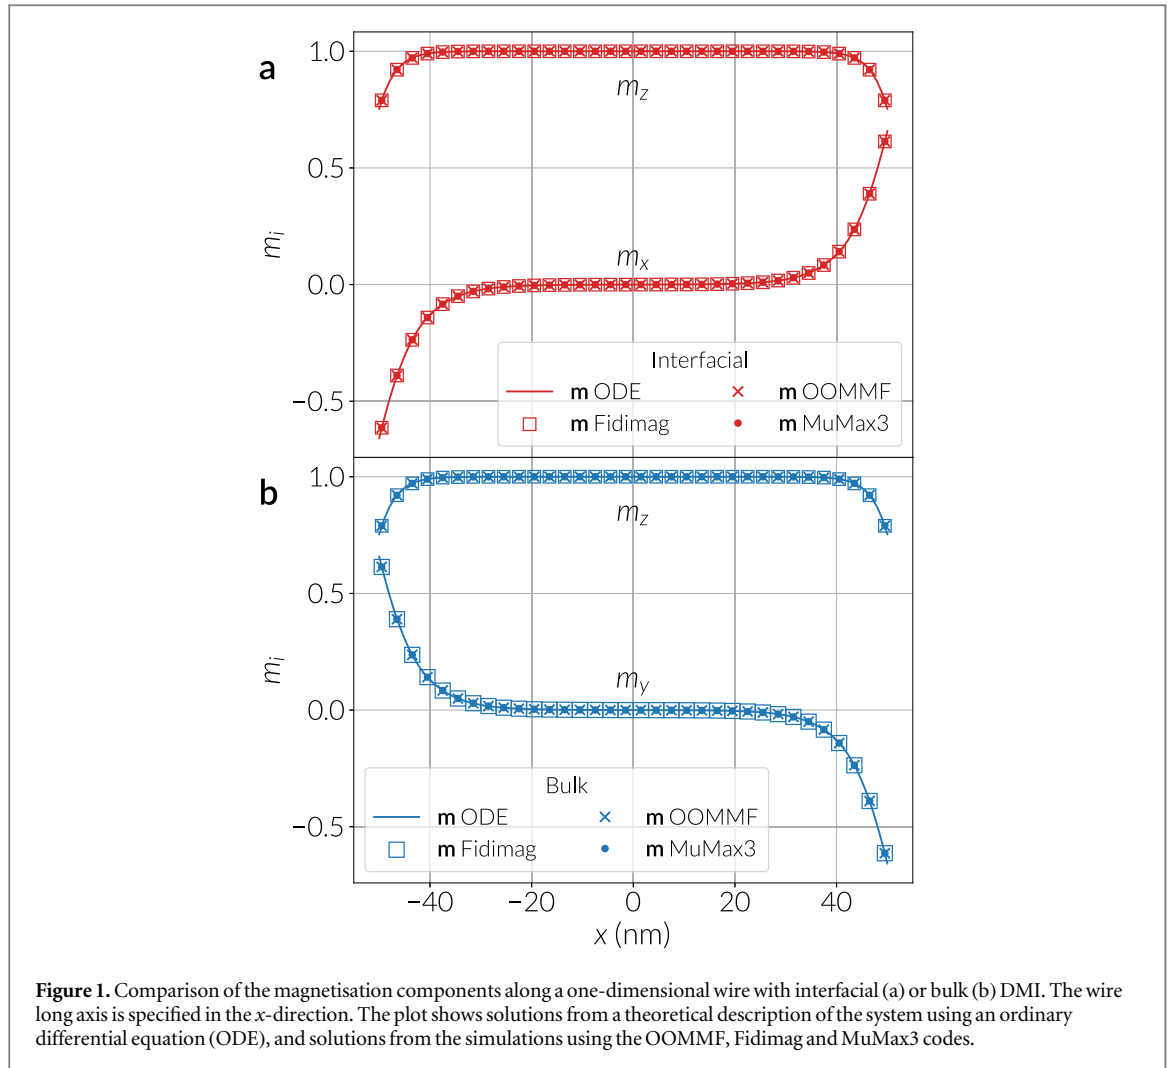 a
1.0
m_z
0.5
m_i
m_x
0.0
Interfacial
m ODE
m OOMMF
−0.5
m Fidimag
m MuMax3
b
1.0
m_z
0.5
m_i
m_y
0.0
Bulk
m ODE
m OOMMF
−0.5
m Fidimag
m MuMax3
−40 −20 0 20 40
x (nm)
Figure 1. Comparison of the magnetisation components along a one-dimensional wire with interfacial (a) or bulk (b) DMI. The wire
long axis is specified in the x-direction. The plot shows solutions from a theoretical description of the system using an ordinary
differential equation (ODE), and solutions from the simulations using the OOMMF, Fidimag and MuMax3 codes.